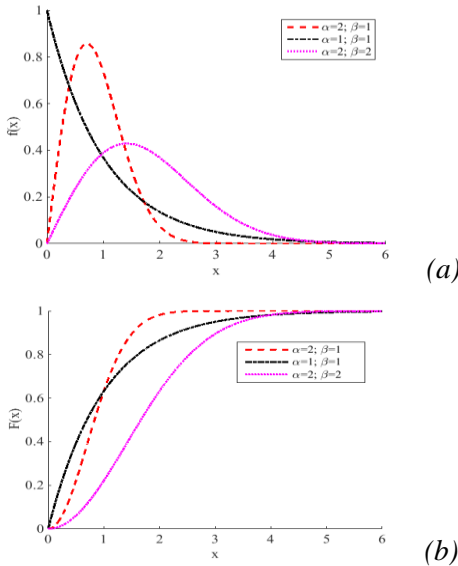 1
0.8
0.6
0.4
0.2
0
f(x)
α=2; β=1
α=1; β=1
α=2; β=2
0 1 2 3 4 5 6
x
(a)
1
0.8
0.6
0.4
0.2
0
F(x)
α=2; β=1
α=1; β=1
α=2; β=2
0 1 2 3 4 5 6
x
(b)